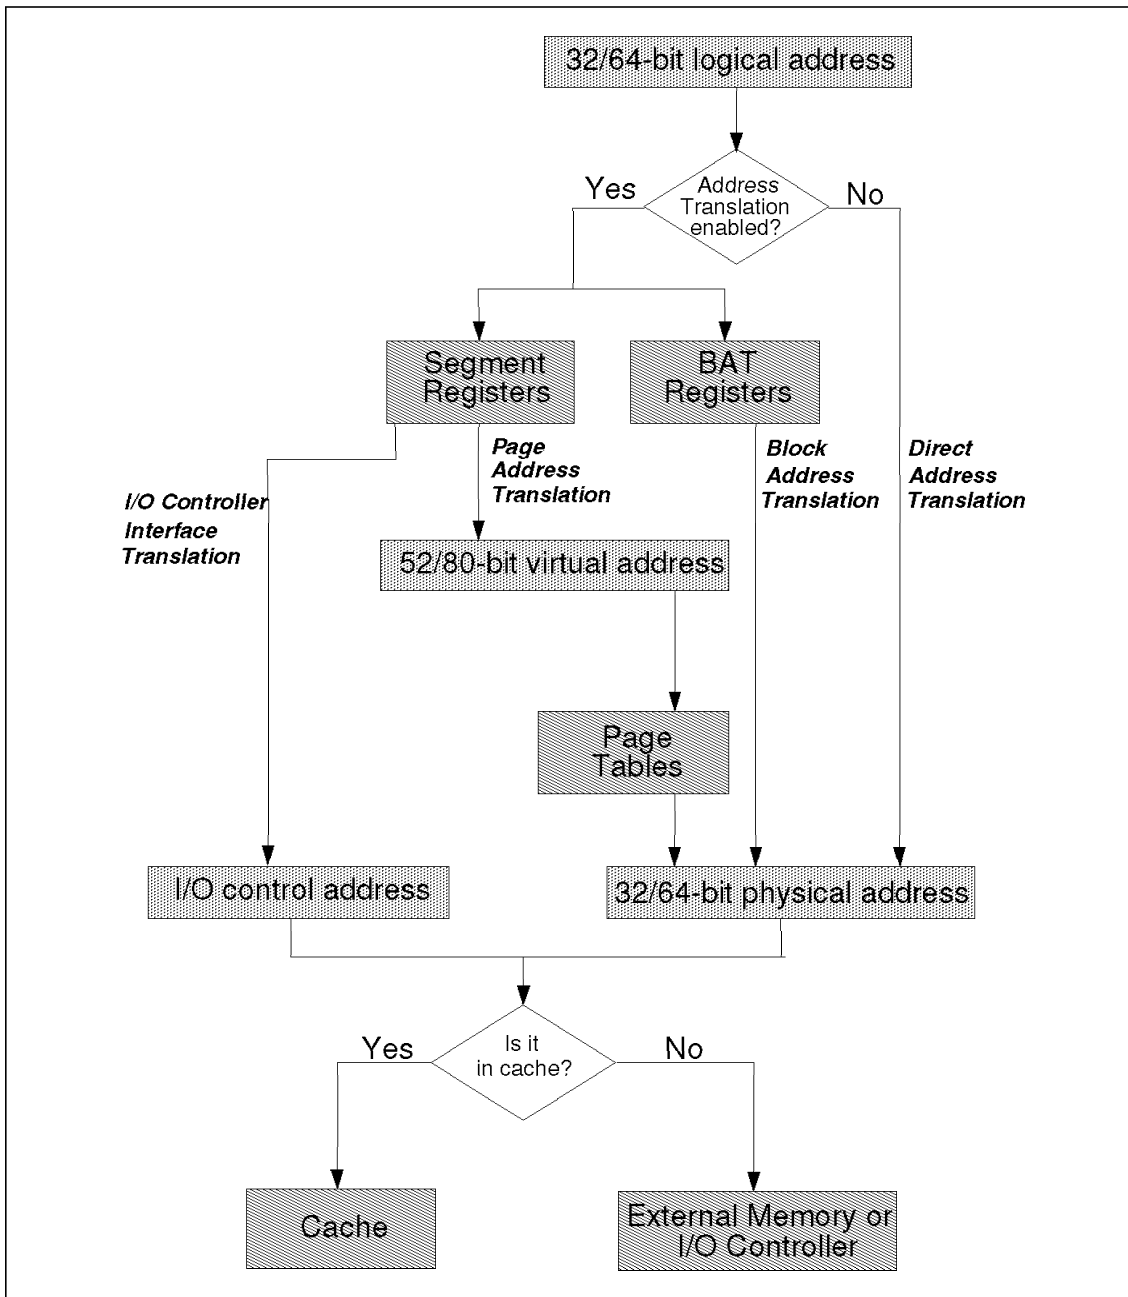 32/64-bit logical address
Address
Translation
enabled?
Yes
No
Segment
Registers
BAT
Registers
Page
Address
Translation
Block
Address
Translation
Direct
Address
Translation
I/O Controller
Interface
Translation
52/80-bit virtual address
Page
Tables
I/O control address
32/64-bit physical address
Is it
in cache?
Yes
No
Cache
External Memory or
I/O Controller